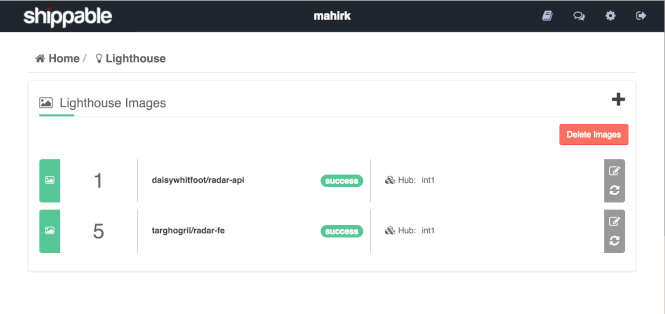 shippable mahirk
Home / Lighthouse
Lighthouse Images
Delete Images
1 daisywhitfoot/radar-api success Hub: int1
5 targhogril/radar-fe success Hub: int1